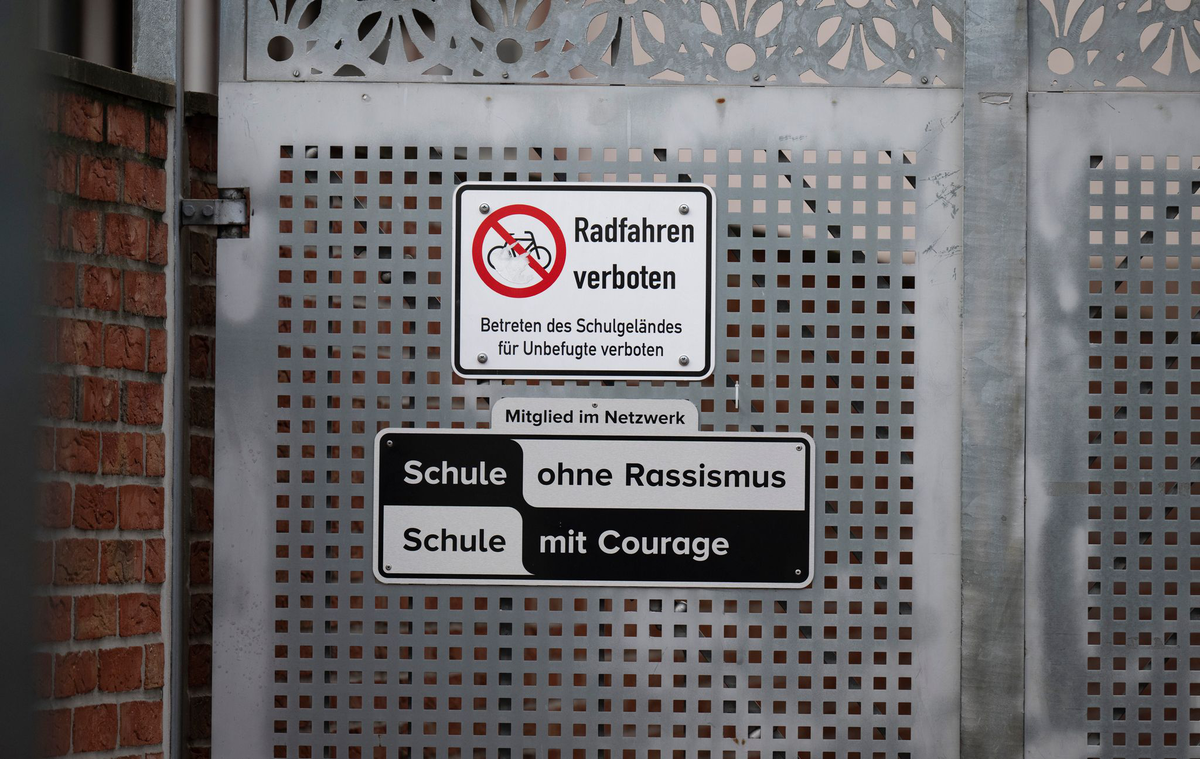 Radfahren
verboten
Betreten des Schulgeländes
für Unbefugte verboten
Mitglied im Netzwerk
Schule ohne Rassismus
Schule mit Courage